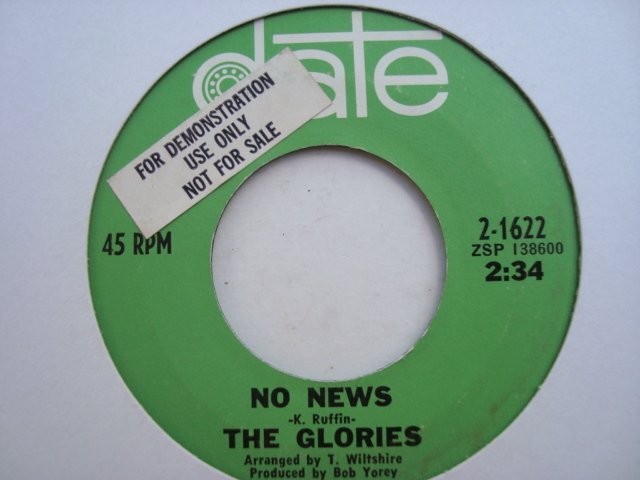 date
FOR DEMONSTRATION
USE ONLY
NOT FOR SALE
45 RPM
2-1622
ZSP 138600
2:34
NO NEWS
-K. Ruffin-
THE GLORIES
Arranged by T. Wiltshire
Produced by Bob Yorey